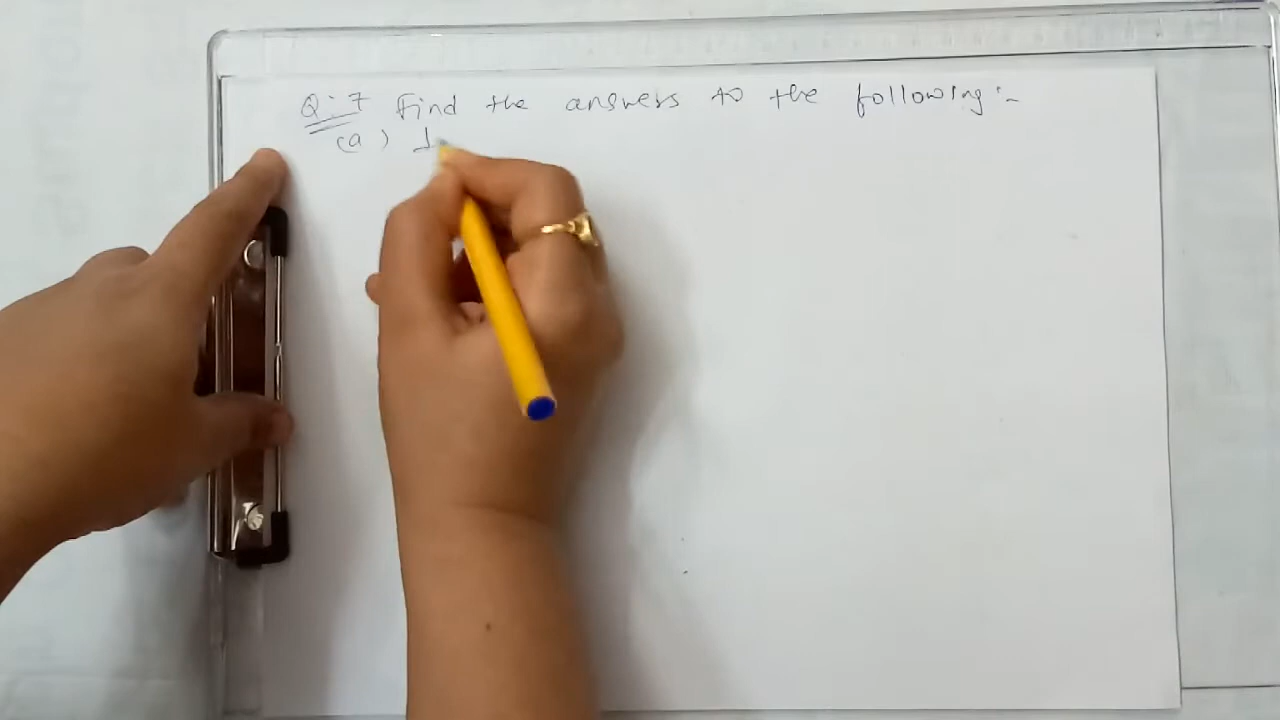 Q:7 Find the answers to the following:-
(a) I